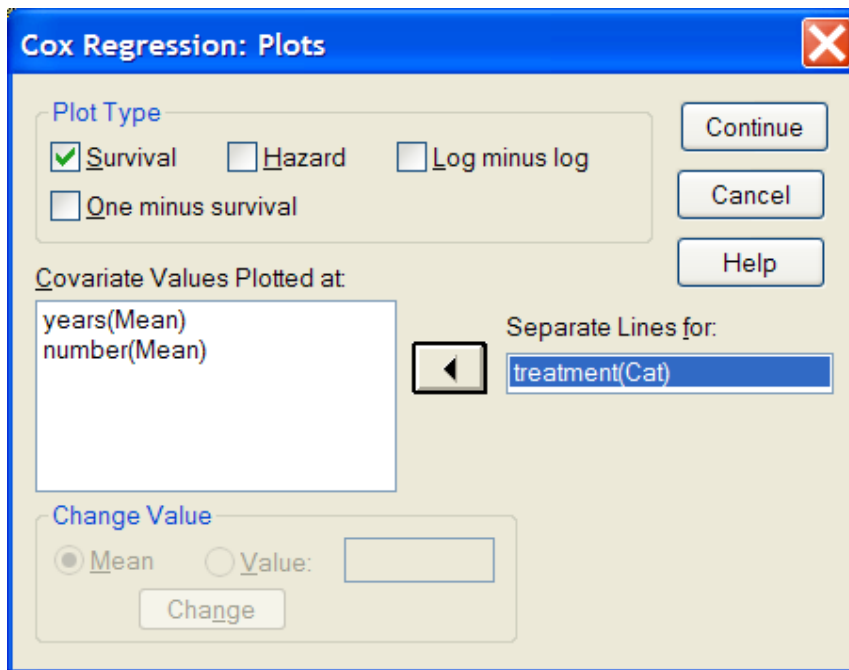 Cox Regression: Plots
Plot Type
Survival
Hazard
Log minus log
One minus survival
Continue
Cancel
Help
Covariate Values Plotted at:
years(Mean)
number(Mean)
Separate Lines for:
treatment(Cat)
Change Value
Mean
Value:
Change